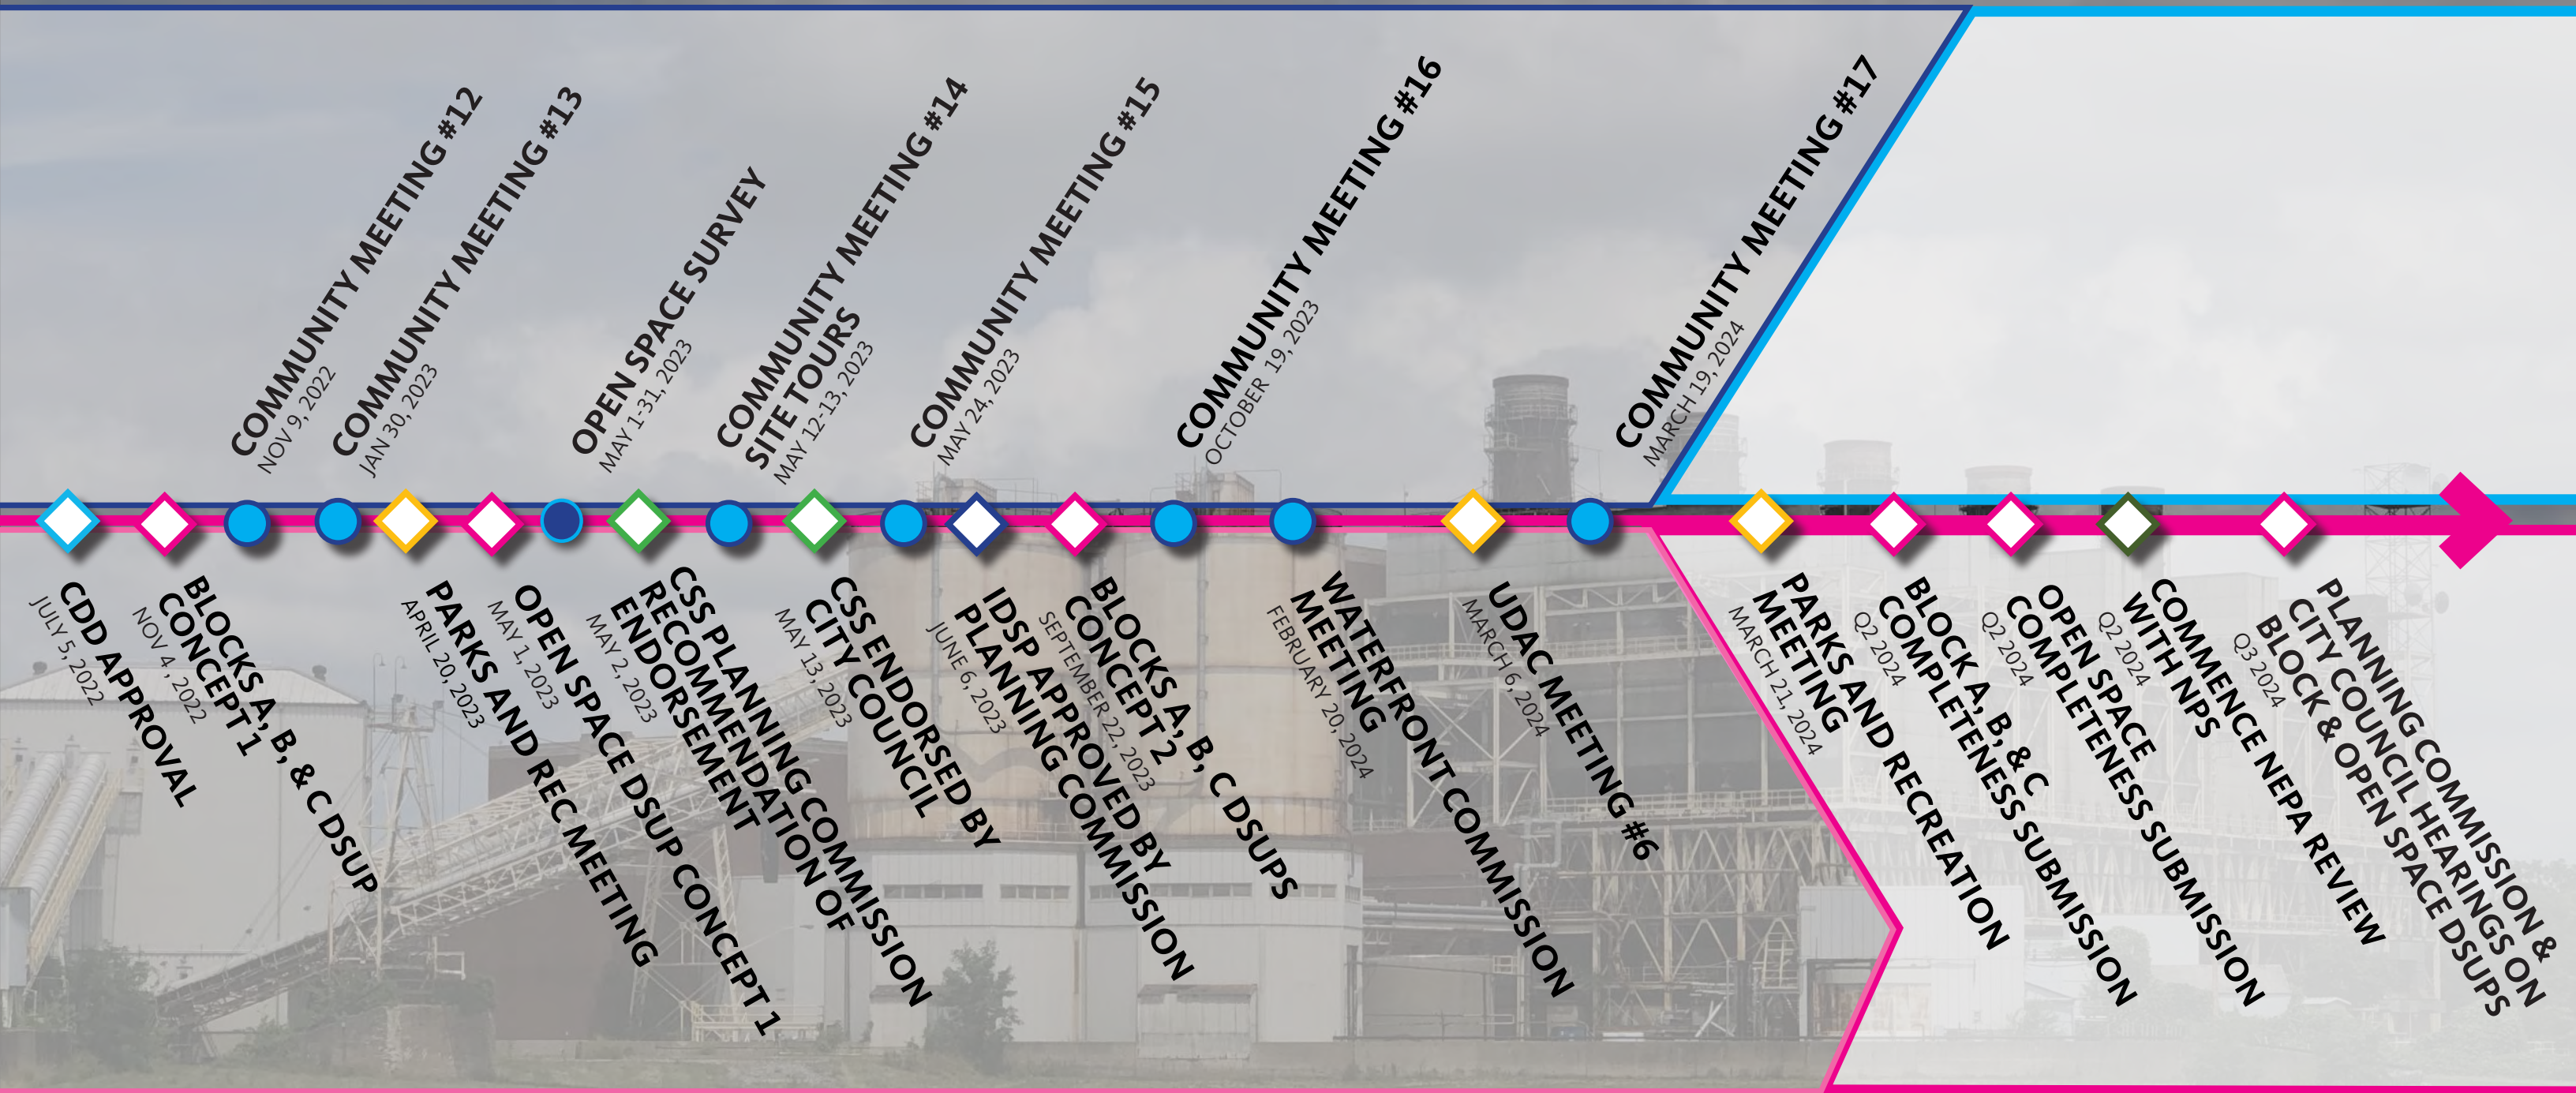 COMMUNITY MEETING #12
NOV 9, 2022
COMMUNITY MEETING #13
JAN 30, 2023
OPEN SPACE SURVEY
MAY 1-31, 2023
COMMUNITY MEETING #14
SITE TOURS
MAY 12-13, 2023
COMMUNITY MEETING #15
MAY 24, 2023
COMMUNITY MEETING #16
OCTOBER 19, 2023
COMMUNITY MEETING #17
MARCH 19, 2024
CDD APPROVAL
JULY 5, 2022
BLOCKS A, B, & C DSUP
CONCEPT 1
NOV 4, 2022
PARKS AND REC MEETING
APRIL 20, 2023
OPEN SPACE DSUP CONCEPT 1
MAY 1, 2023
CSS PLANNING COMMISSION
RECOMMENDATION OF
ENDORSEMENT
MAY 2, 2023
CSS ENDORSED BY
CITY COUNCIL
MAY 13, 2023
IDSP APPROVED BY
PLANNING COMMISSION
JUNE 6, 2023
BLOCKS A, B, C DSUPS
CONCEPT 2
SEPTEMBER 22, 2023
WATERFRONT COMMISSION
MEETING
FEBRUARY 20, 2024
UDAC MEETING #6
MARCH 6, 2024
PARKS AND RECREATION
MEETING
MARCH 21, 2024
BLOCK A, B, & C
COMPLETENESS SUBMISSION
Q2 2024
OPEN SPACE
COMPLETENESS SUBMISSION
Q2 2024
COMMENCE NEPA REVIEW
WITH NPS
Q2 2024
PLANNING COMMISSION &
CITY COUNCIL HEARINGS ON
BLOCK & OPEN SPACE DSUPS
Q3 2024